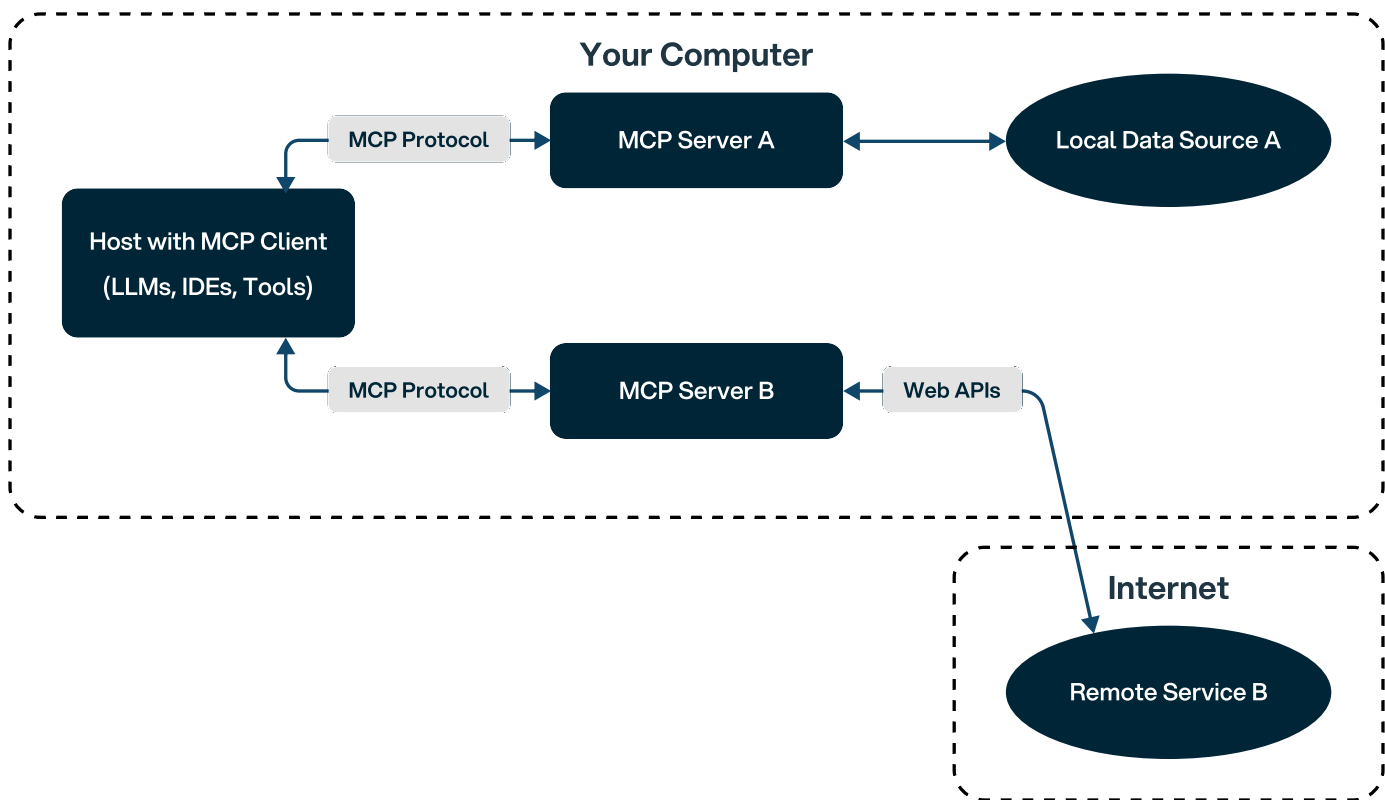 Your Computer
MCP Protocol
MCP Server A
Local Data Source A
Host with MCP Client
(LLMs, IDEs, Tools)
MCP Protocol
MCP Server B
Web APIs
Internet
Remote Service B